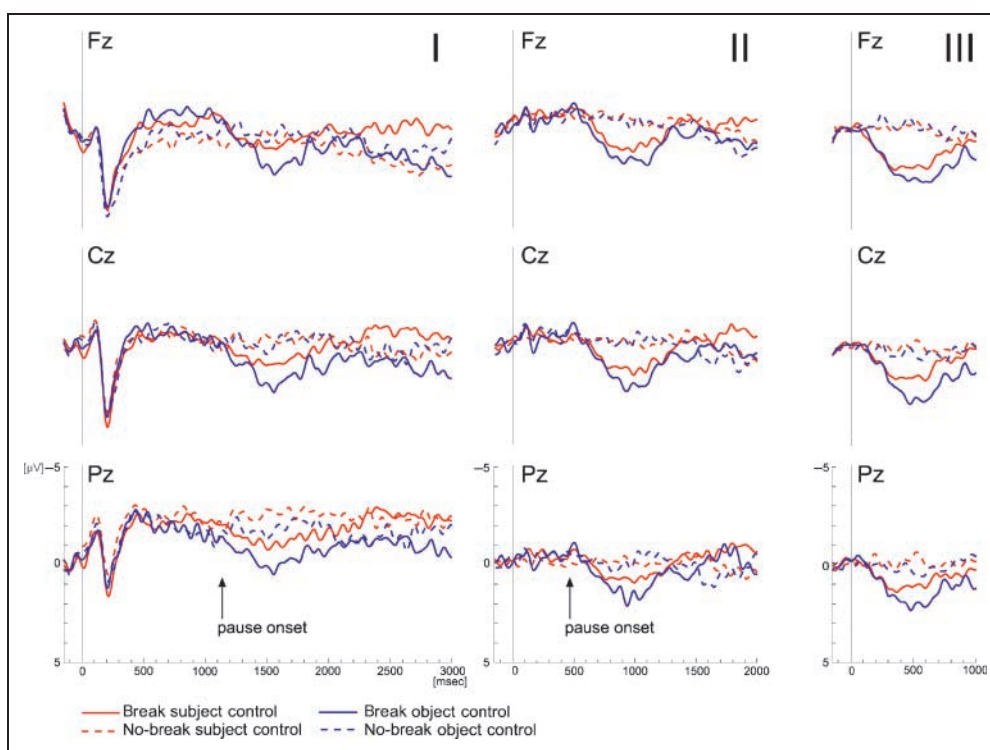 Fz I
Fz II
Fz III
Cz
Cz
Cz
[μV] –5 Pz
–5 Pz
–5 Pz
0
0
0
pause onset
pause onset
5
5
5
0 500 1000 1500 2000 2500 3000
[msec]
0 500 1000 1500 2000
0 500 1000
Break subject control Break object control
No-break subject control No-break object control